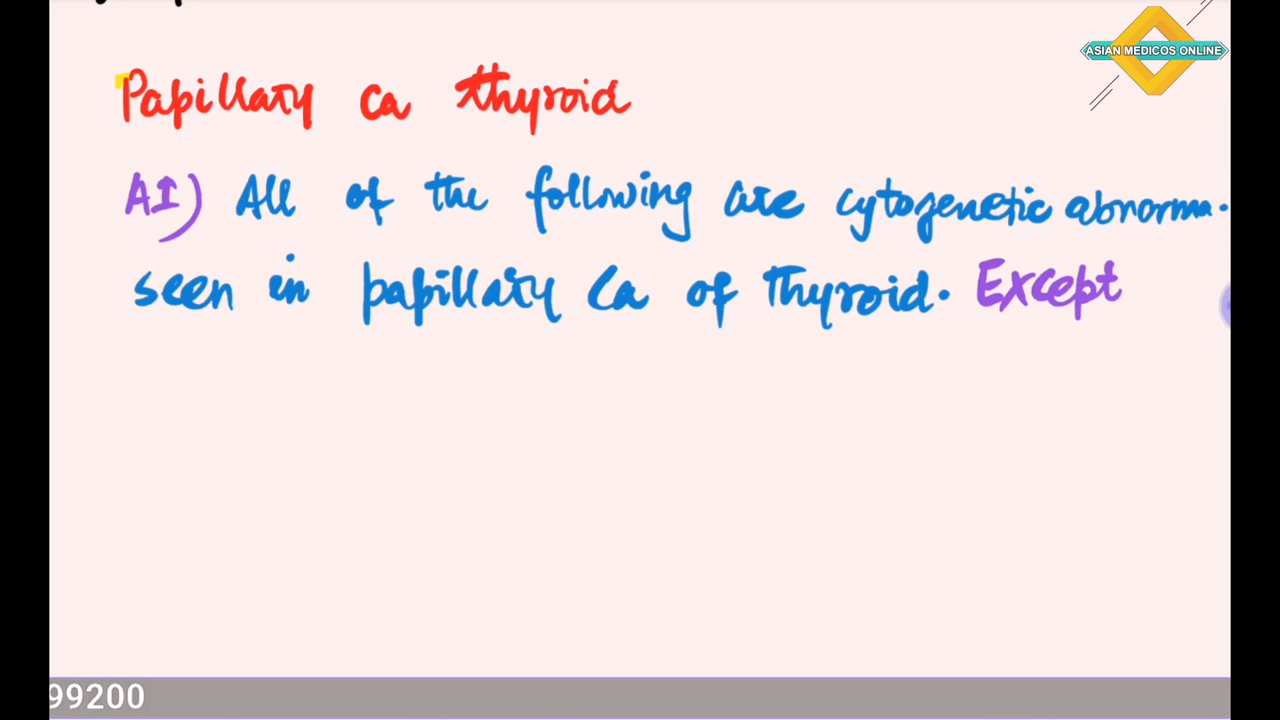 ASIAN MEDICOS ONLINE
Papillary ca thyroid
AI) All of the following are cytogenetic abnorma.
seen in papillary Ca of Thyroid. Except
99200